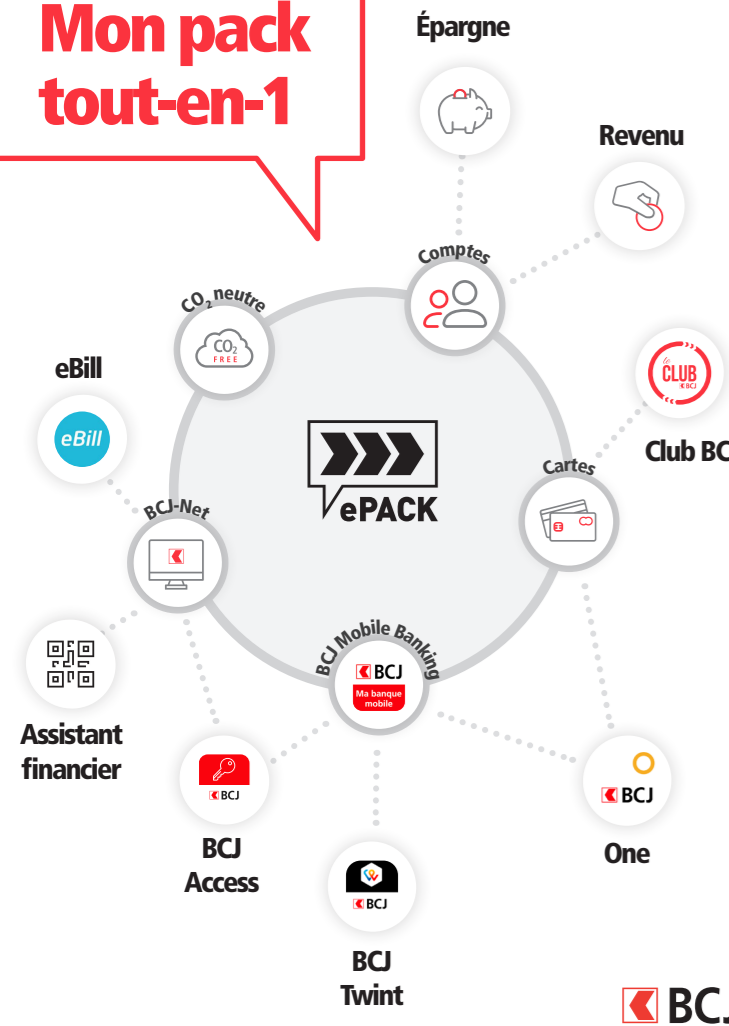 Mon pack
tout-en-1
Épargne
Revenu
Comptes
CO₂ neutre
CO₂
FREE
eBill
eBill
le
CLUB
BCJ
Club BC
Cartes
BCJ-Net
ePACK
BCJ Mobile Banking
BCJ
Ma banque
mobile
Assistant
financier
BCJ
BCJ
Access
BCJ
BCJ
Twint
BCJ
One
BCJ